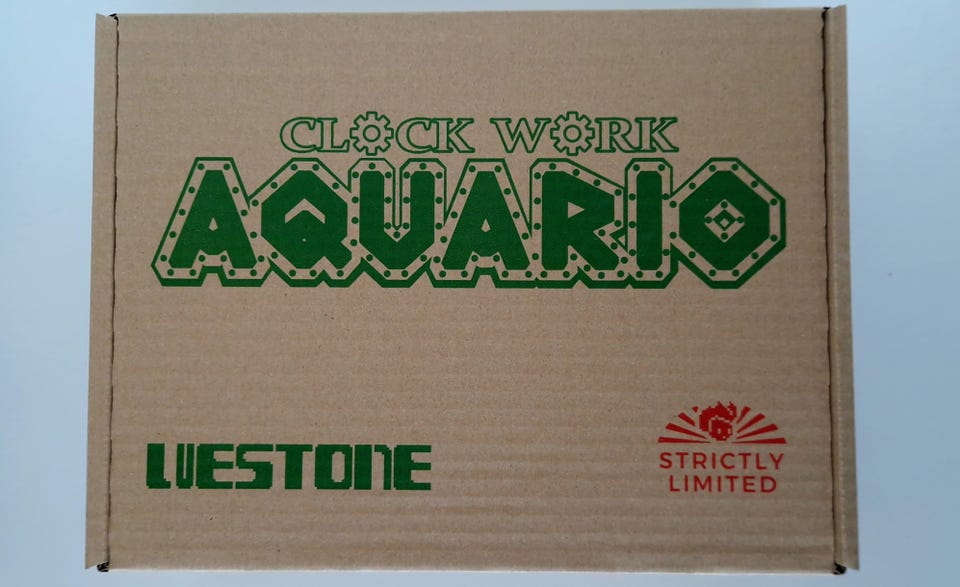 CLOCK WORK
AQUARIO
WESTONE
STRICTLY
LIMITED